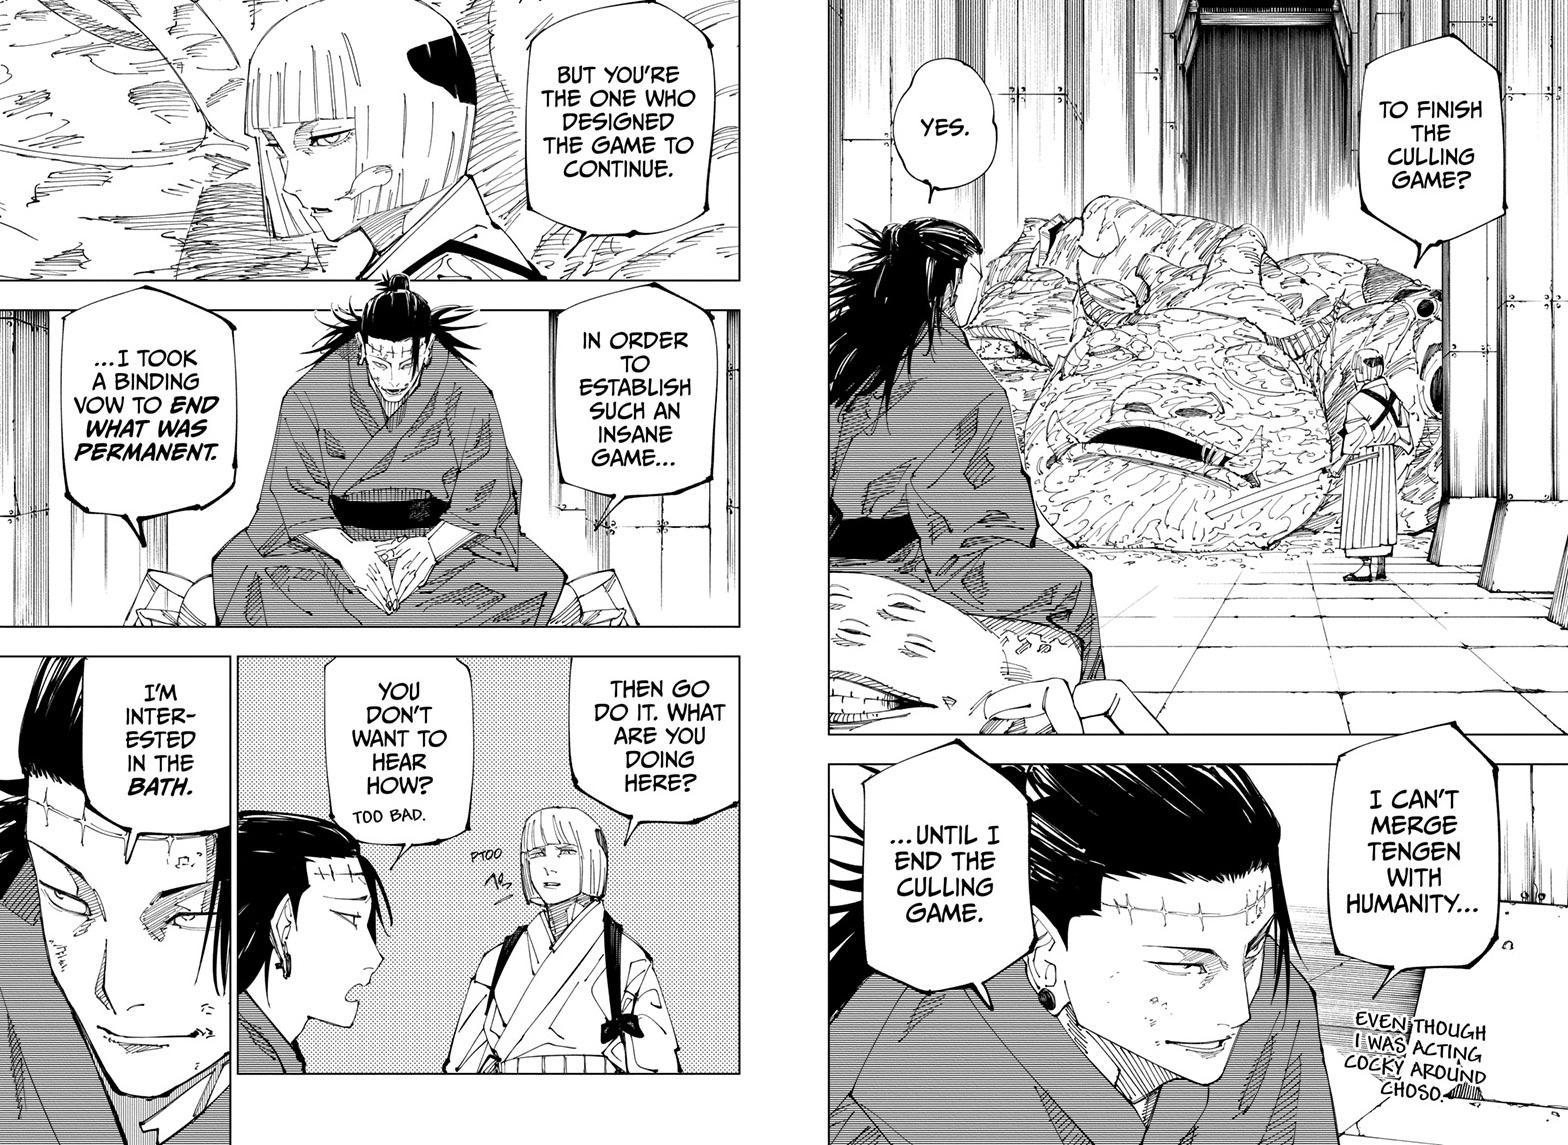 TO FINISH
THE
CULLING
GAME?
YES.
I CAN'T
MERGE
TENGEN
WITH
HUMANITY...
EVEN THOUGH
I WAS ACTING
COCKY AROUND
CHOSO.
...UNTIL I
END THE
CULLING
GAME.
BUT YOU'RE
THE ONE WHO
DESIGNED
THE GAME TO
CONTINUE.
IN ORDER
TO
ESTABLISH
SUCH AN
INSANE
GAME...
...I TOOK
A BINDING
VOW TO END
WHAT WAS
PERMANENT.
THEN GO
DO IT. WHAT
ARE YOU
DOING
HERE?
YOU
DON'T
WANT TO
HEAR
HOW?
TOO BAD.
PTOO
I'M
INTER-
ESTED
IN THE
BATH.